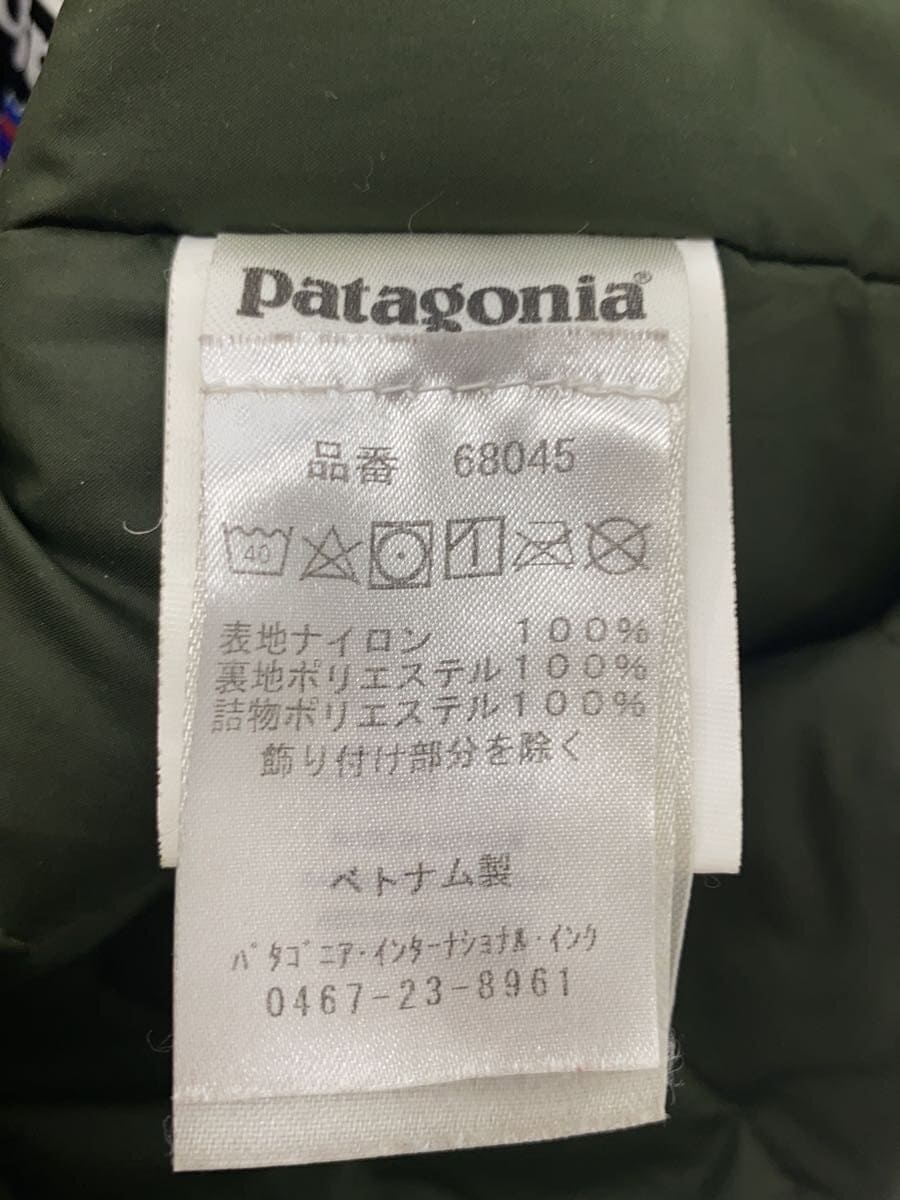 patagonia®
品番 68045
40
表地ナイロン 100%
裏地ポリエステル100%
詰物ポリエステル100%
飾り付け部分を除く
ベトナム製
ﾊﾟﾀｺﾞﾆｱ･ｲﾝﾀｰﾅｼｮﾅﾙ･ｲﾝｸ
0467-23-8961